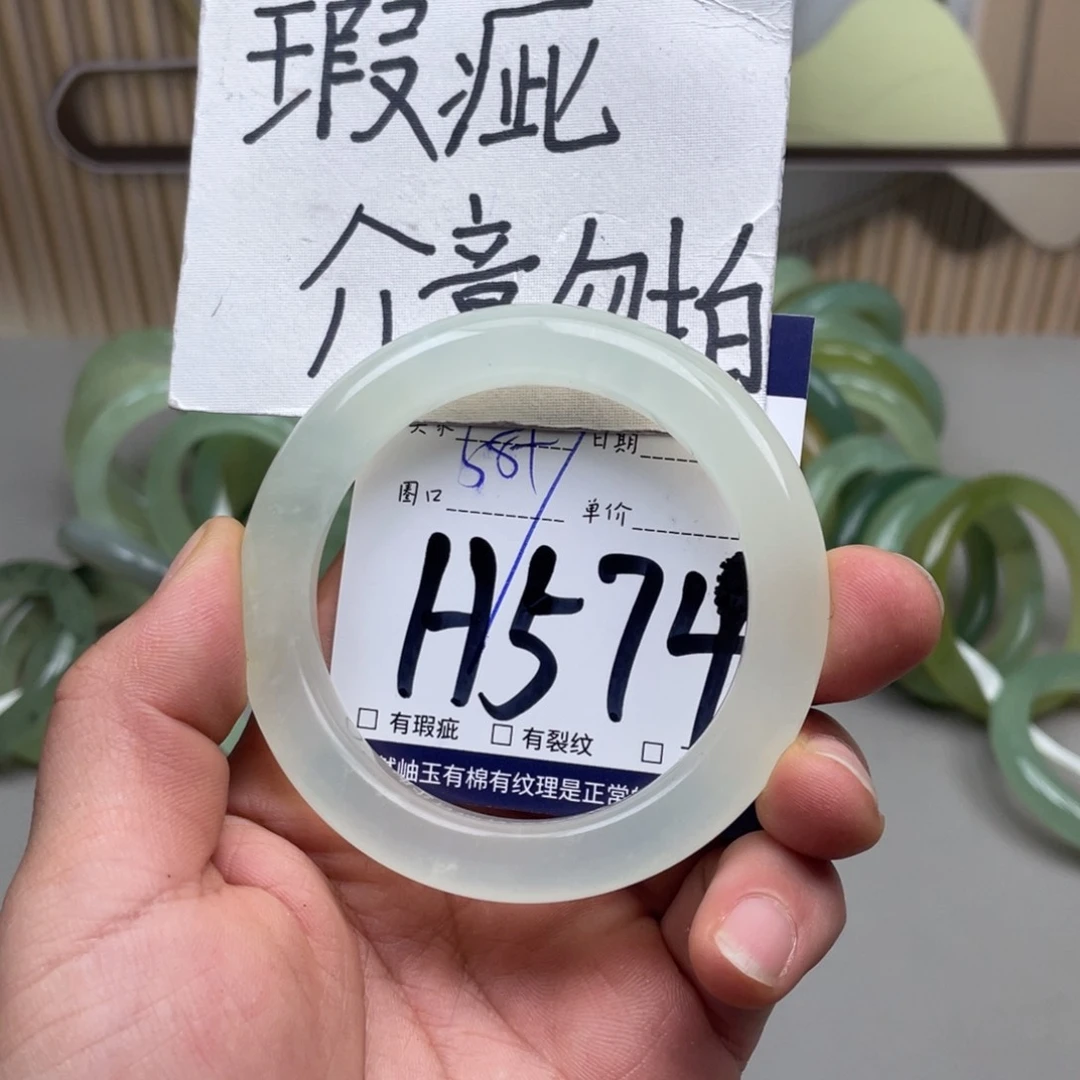 瑕疵
介意勿拍
58+
日期
圈口
单价
H574
□ 有瑕疵 □ 有裂纹 □
岫玉有棉有纹理是正常